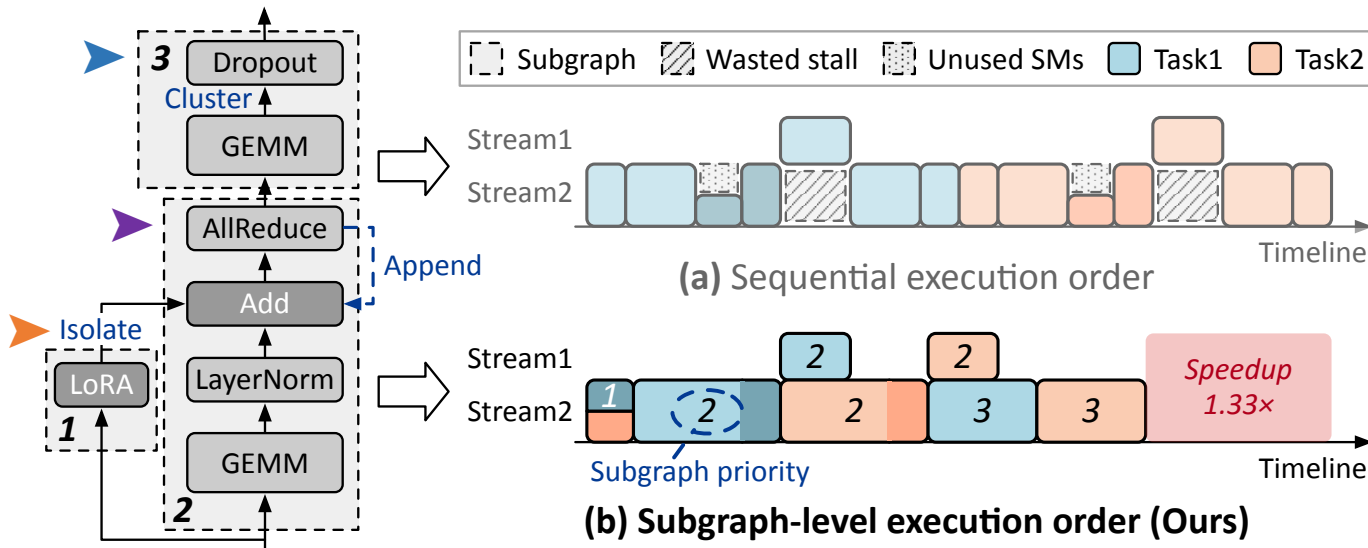 3
Dropout
Cluster
GEMM
AllReduce
Append
Add
Isolate
LoRA
LayerNorm
1
GEMM
2
Subgraph
Wasted stall
Unused SMs
Task1
Task2
Stream1
Stream2
Timeline
(a) Sequential execution order
Stream1
2
2
Speedup
1.33×
Stream2
1
2
2
3
3
Subgraph priority
Timeline
(b) Subgraph-level execution order (Ours)